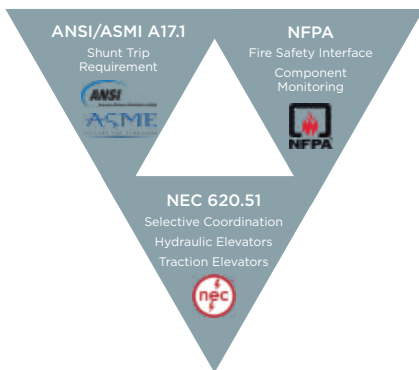 ANSI/ASMI A17.1
Shunt Trip
Requirement
ANSI
ASME
NFPA
Fire Safety Interface
Component
Monitoring
NFPA
NEC 620.51
Selective Coordination
Hydraulic Elevators
Traction Elevators
nec